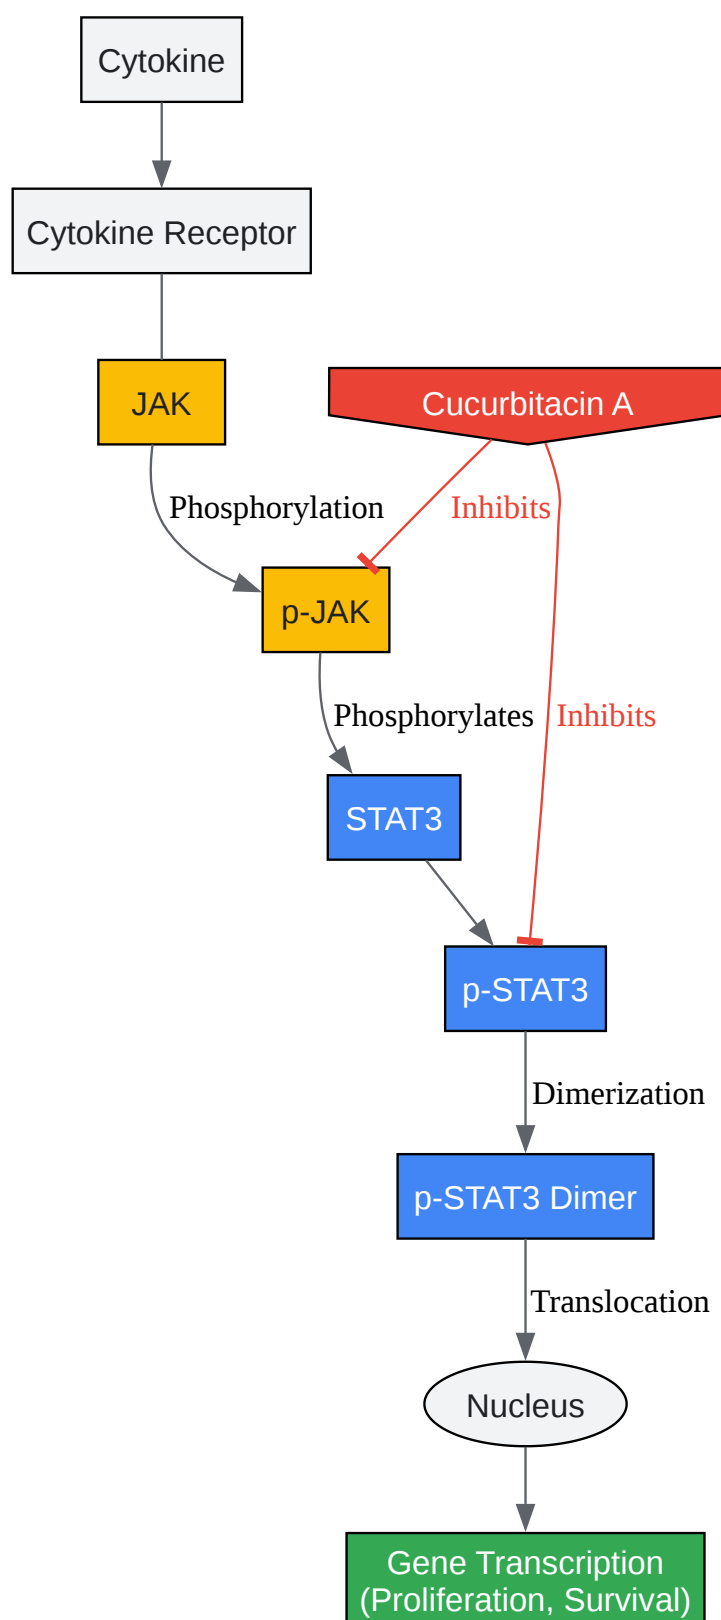 Cytokine
Cytokine Receptor
JAK
Cucurbitacin A
Phosphorylation
Inhibits
p-JAK
Phosphorylates
Inhibits
STAT3
p-STAT3
Dimerization
p-STAT3 Dimer
Translocation
Nucleus
Gene Transcription
(Proliferation, Survival)